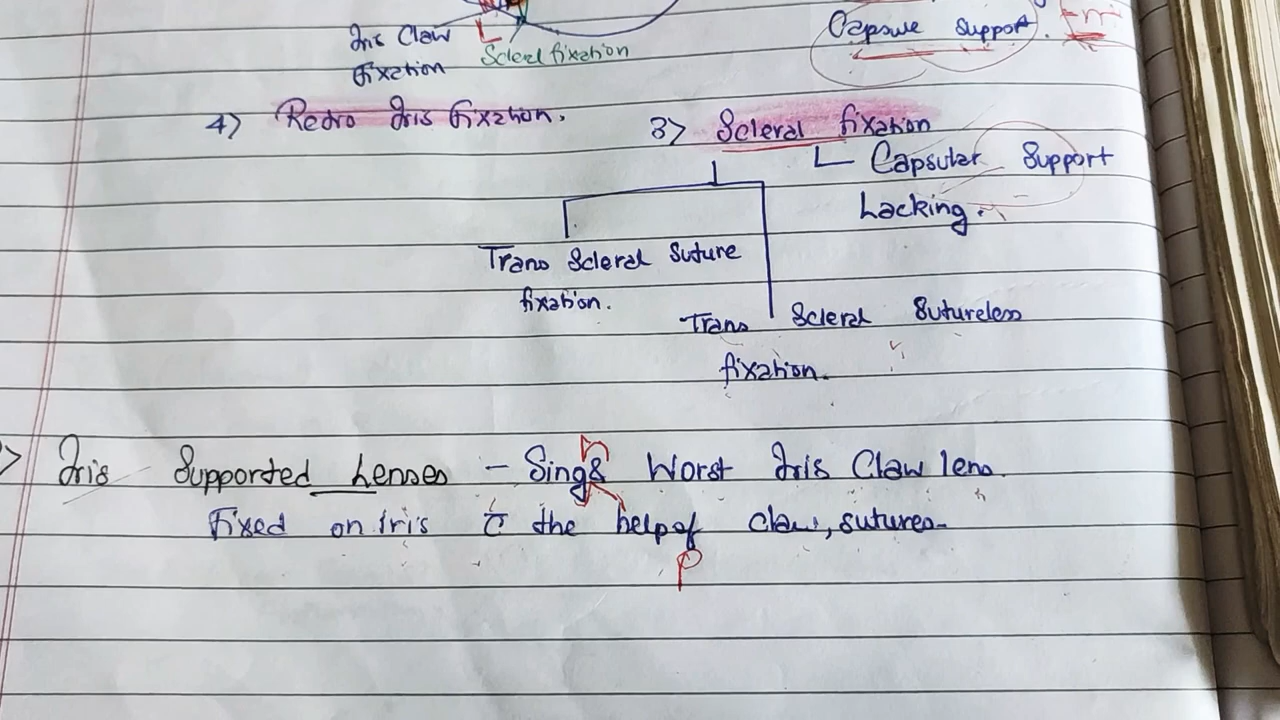 Iris Claw
fixation
Scleral fixation
Capsule Support.
4) Retro Iris fixation.
3) Scleral fixation
Capsular Support
Lacking.
Trans Scleral Suture
fixation.
Trans Scleral Sutureless
fixation.
> Iris Supported Lenses - Sing& Worst Iris Claw lens
Fixed on iris c̄ the help of claw, sutures